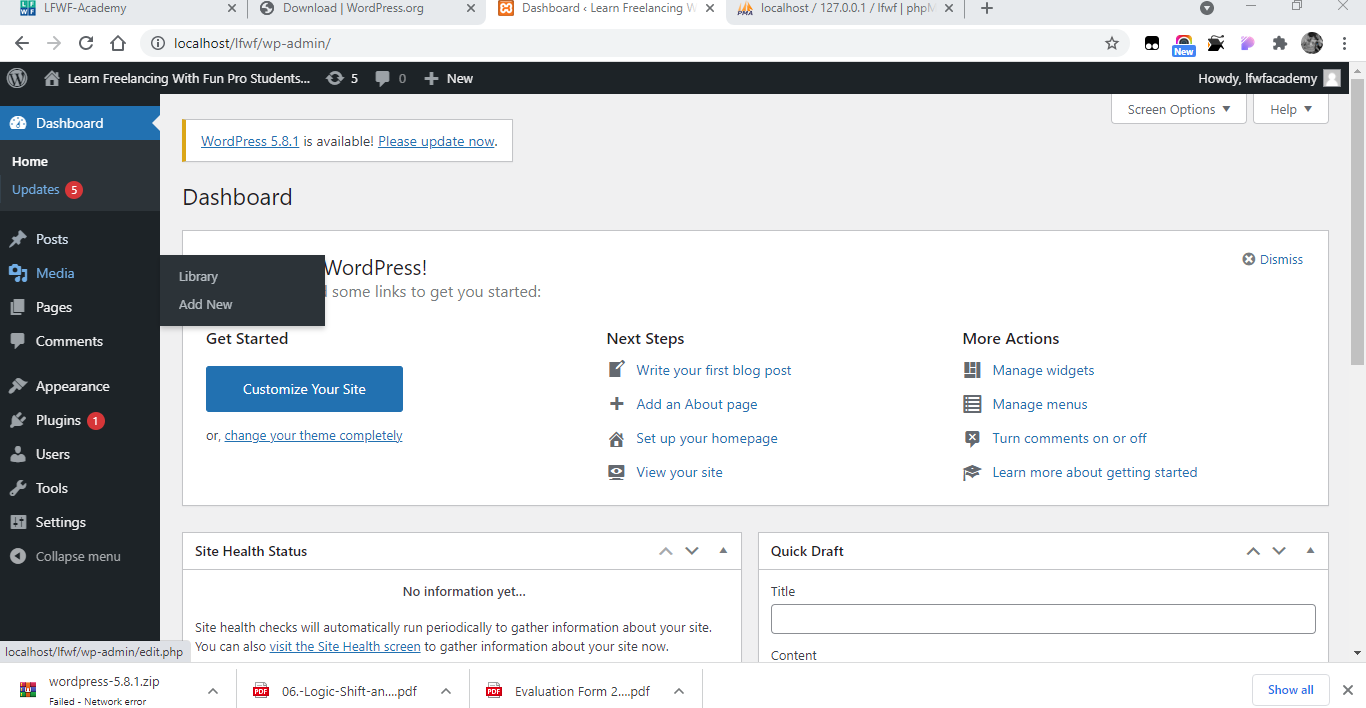 LFWF-Academy
Download | WordPress.org
Dashboard ‹ Learn Freelancing W
localhost / 127.0.0.1 / lfwf | phpM
localhost/lfwf/wp-admin/
New
Learn Freelancing With Fun Pro Students... 5 0 New
Howdy, lfwfacademy
Screen Options Help
Dashboard
Home
Updates 5
Posts
Media
Library
Add New
Pages
Comments
Appearance
Plugins 1
Users
Tools
Settings
Collapse menu
WordPress 5.8.1 is available! Please update now.
Dashboard
WordPress!
some links to get you started:
Dismiss
Get Started
Customize Your Site
or, change your theme completely
Next Steps
Write your first blog post
Add an About page
Set up your homepage
View your site
More Actions
Manage widgets
Manage menus
Turn comments on or off
Learn more about getting started
Site Health Status
No information yet...
Site health checks will automatically run periodically to gather information about your site.
You can also visit the Site Health screen to gather information about your site now.
Quick Draft
Title
Content
localhost/lfwf/wp-admin/edit.php
wordpress-5.8.1.zip
Failed - Network error
PDF
06.-Logic-Shift-an....pdf
PDF
Evaluation Form 2....pdf
Show all